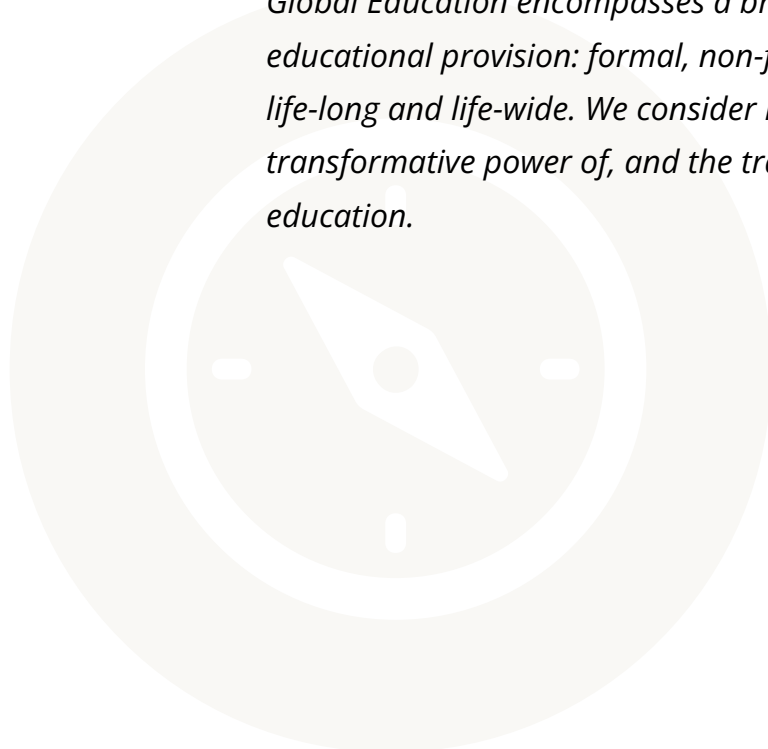 Global Education encompasses a
educational provision: formal,
life-long and life-wide. We consider
transformative power of, and the
education.